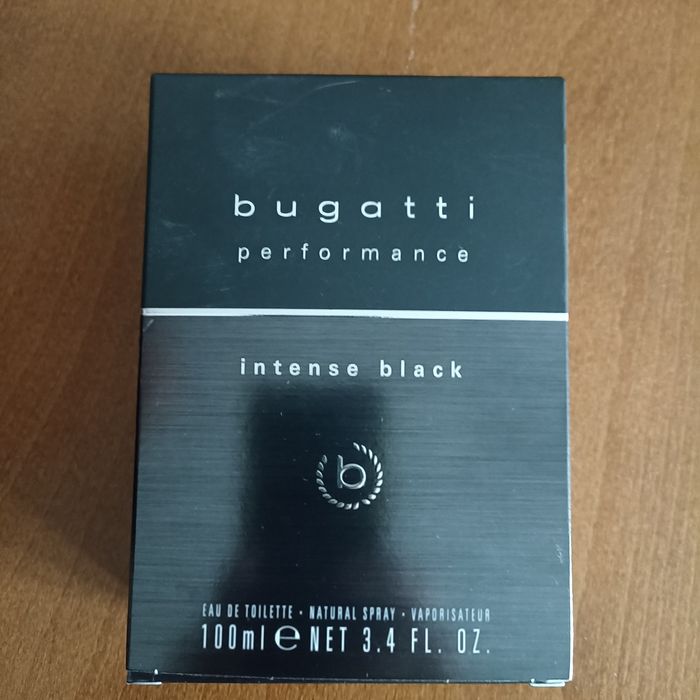 bugatti
performance
intense black
b
EAU DE TOILETTE • NATURAL SPRAY • VAPORISATEUR
100ml e NET 3.4 FL. OZ.